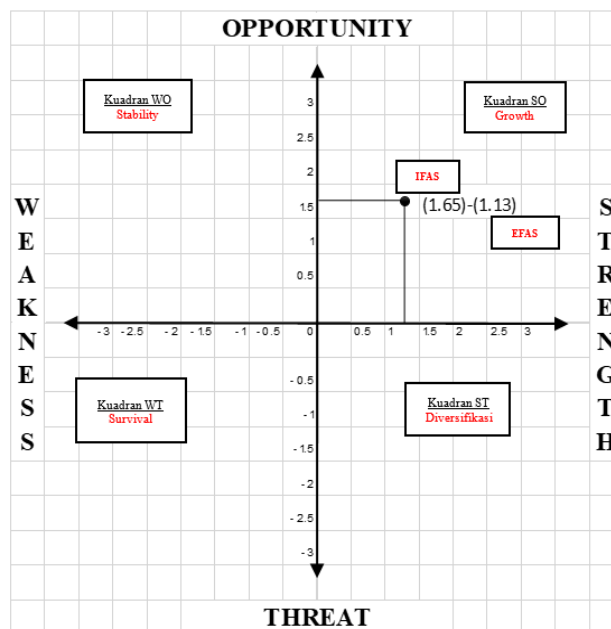 OPPORTUNITY
Kuadran WO
Stability
Kuadran SO
Growth
3
2.5
2
1.5
1
0.5
IFAS
(1.65)-(1.13)
EFAS
WEAKNESS
STRENGTH
- 3 - 2.5 - 2 - 1.5 - 1 - 0.5 0 0.5 1 1.5 2 2.5 3
- 0.5
- 1
- 1.5
- 2
- 2.5
- 3
Kuadran WT
Survival
Kuadran ST
Diversifikasi
THREAT